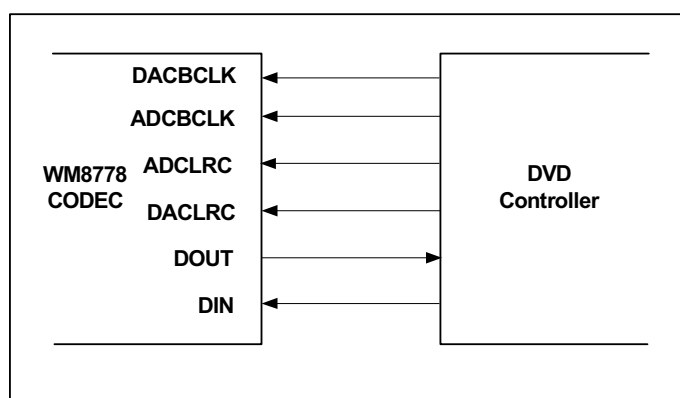 DACBCLK
ADCBCLK
ADCLRC
WM8778
CODEC
DACLRC
DOUT
DIN
DVD
Controller